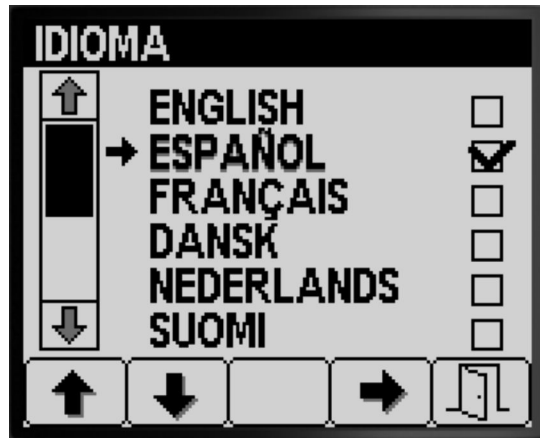 IDIOMA
ENGLISH
ESPAÑOL
FRANÇAIS
DANSK
NEDERLANDS
SUOMI